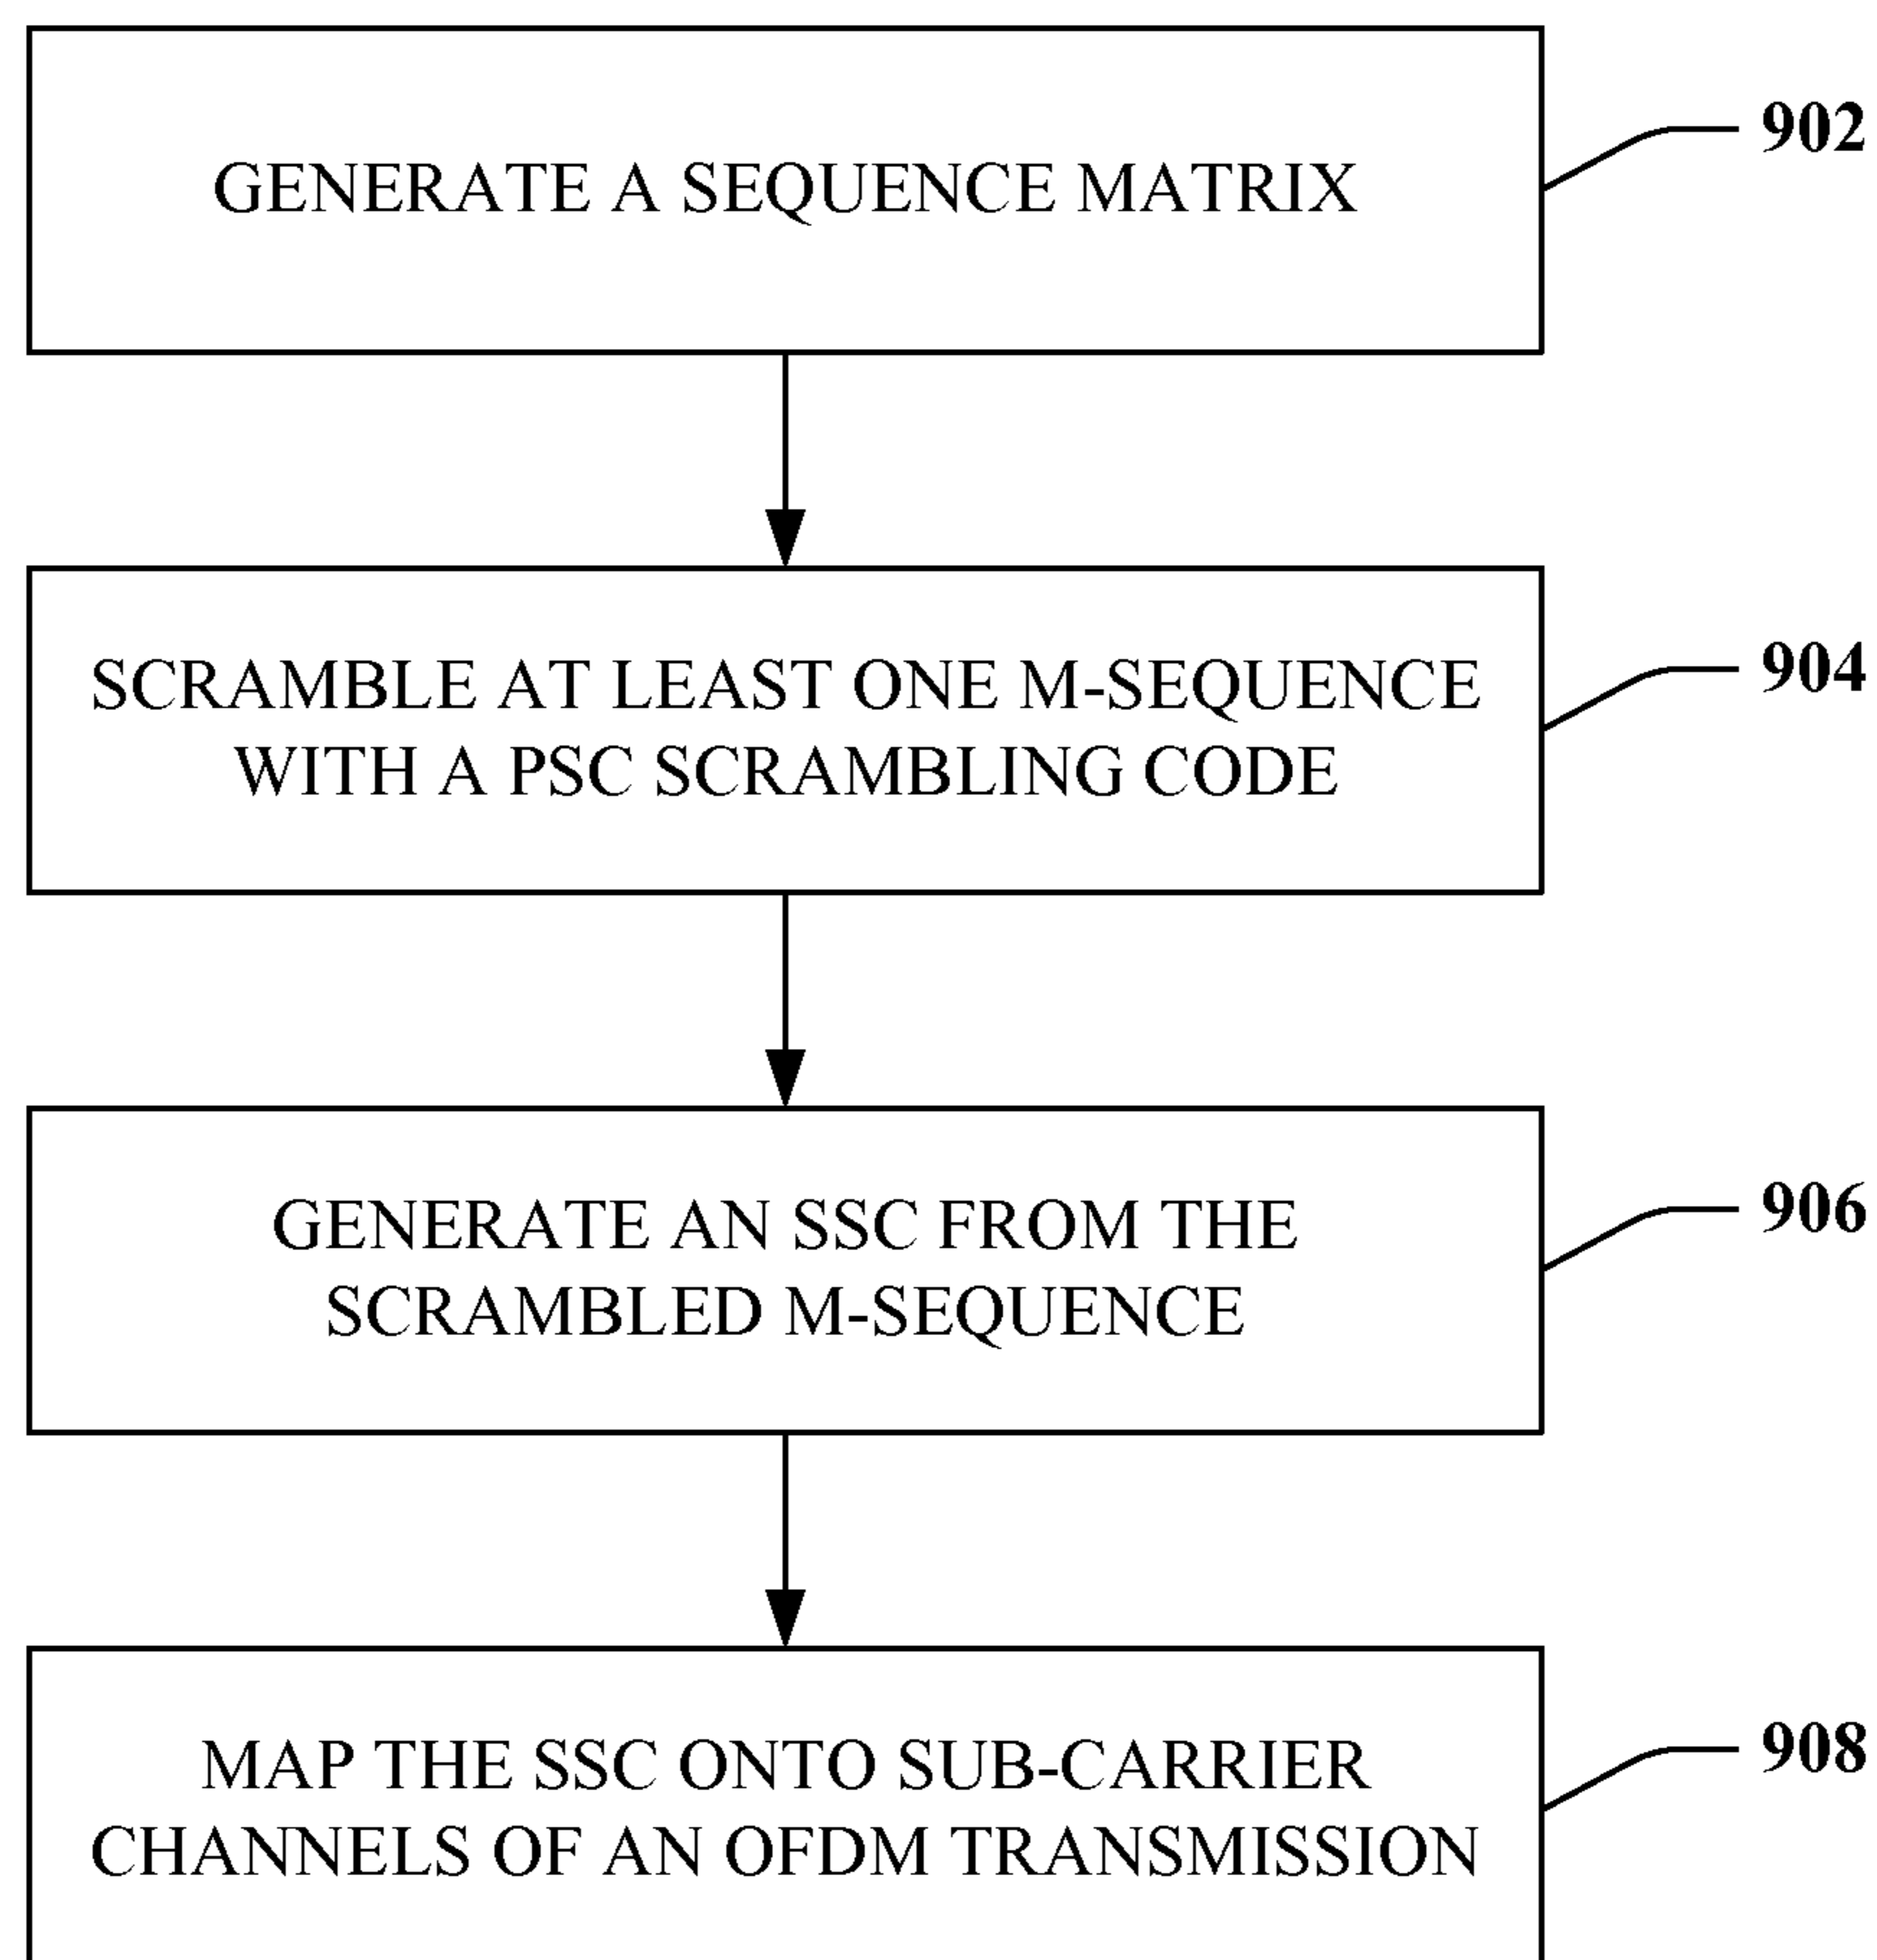 GENERATE A SEQUENCE MATRIX
902
SCRAMBLE AT LEAST ONE M-SEQUENCE
WITH A PSC SCRAMBLING CODE
904
GENERATE AN SSC FROM THE
SCRAMBLED M-SEQUENCE
906
MAP THE SSC ONTO SUB-CARRIER
CHANNELS OF AN OFDM TRANSMISSION
908